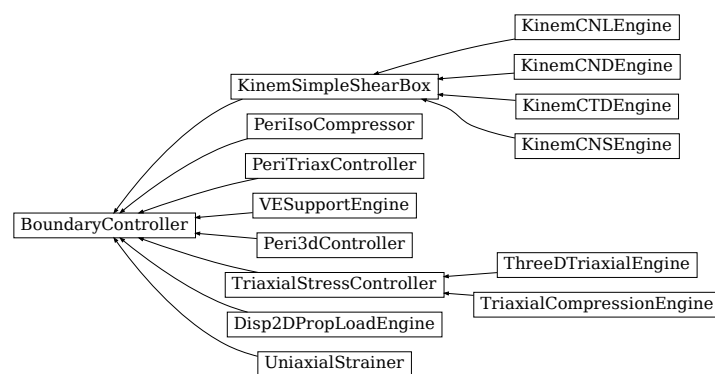 KinemCNLEngine
KinemCNDEngine
KinemSimpleShearBox
KinemCTDEngine
PeriIsoCompressor
KinemCNSEngine
PeriTriaxController
VESupportEngine
BoundaryController
Peri3dController
ThreeDTriaxialEngine
TriaxialStressController
TriaxialCompressionEngine
Disp2DPropLoadEngine
UniaxialStrainer